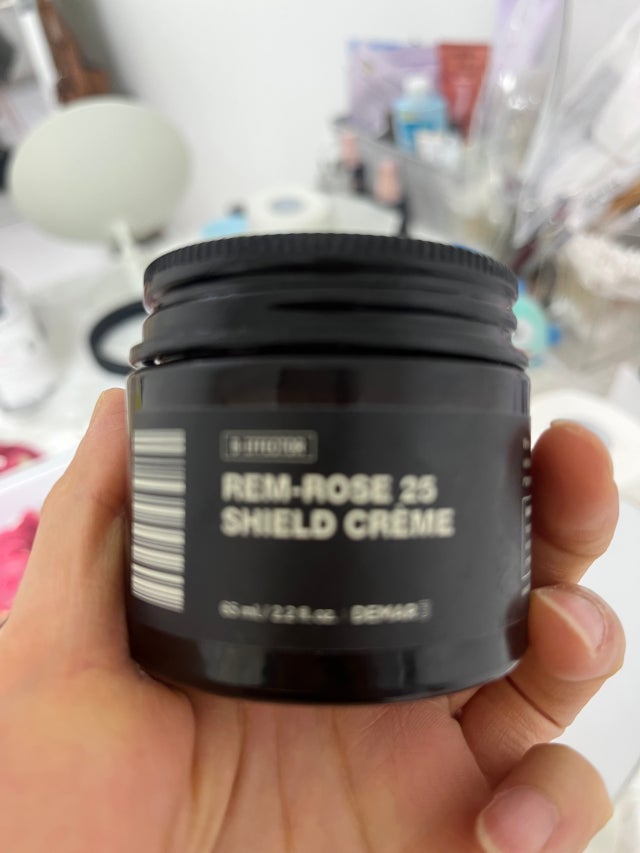 REM-ROSE 25
SHIELD CRÈME
65 ml / 2.2 fl.oz.